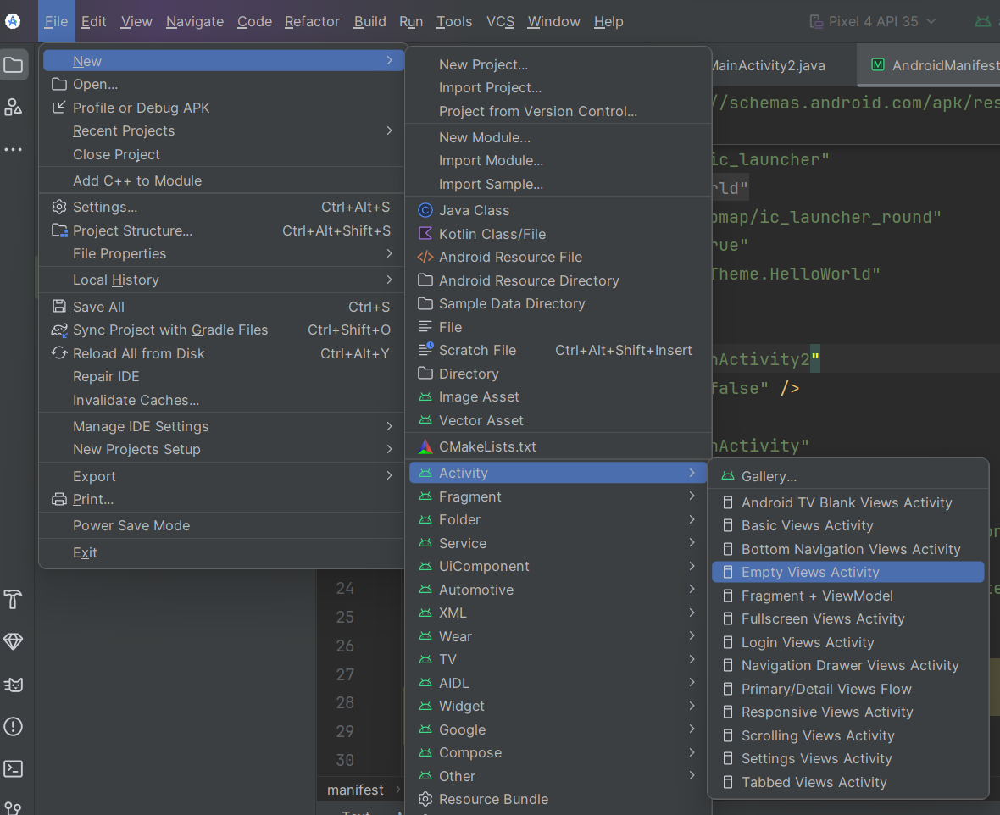 File Edit View Navigate Code Refactor Build Run Tools VCS Window Help Pixel 4 API 35
New
Open...
Profile or Debug APK
Recent Projects
Close Project
Add C++ to Module
Settings... Ctrl+Alt+S
Project Structure... Ctrl+Alt+Shift+S
File Properties
Local History
Save All Ctrl+S
Sync Project with Gradle Files Ctrl+Shift+O
Reload All from Disk Ctrl+Alt+Y
Repair IDE
Invalidate Caches...
Manage IDE Settings
New Projects Setup
Export
Print...
Power Save Mode
Exit
New Project...
Import Project...
Project from Version Control...
New Module...
Import Module...
Import Sample...
Java Class
Kotlin Class/File
Android Resource File
Android Resource Directory
Sample Data Directory
File
Scratch File Ctrl+Alt+Shift+Insert
Directory
Image Asset
Vector Asset
CMakeLists.txt
Activity
Fragment
Folder
Service
UiComponent
Automotive
XML
Wear
TV
AIDL
Widget
Google
Compose
Other
Resource Bundle
Gallery...
Android TV Blank Views Activity
Basic Views Activity
Bottom Navigation Views Activity
Empty Views Activity
Fragment + ViewModel
Fullscreen Views Activity
Login Views Activity
Navigation Drawer Views Activity
Primary/Detail Views Flow
Responsive Views Activity
Scrolling Views Activity
Settings Views Activity
Tabbed Views Activity
MainActivity2.java AndroidManifest
//schemas.android.com/apk/res
ic_launcher"
rld"
pmap/ic_launcher_round"
rue"
Theme.HelloWorld"
nActivity2"
false" />
nActivity"
24
25
26
27
28
29
30
manifest